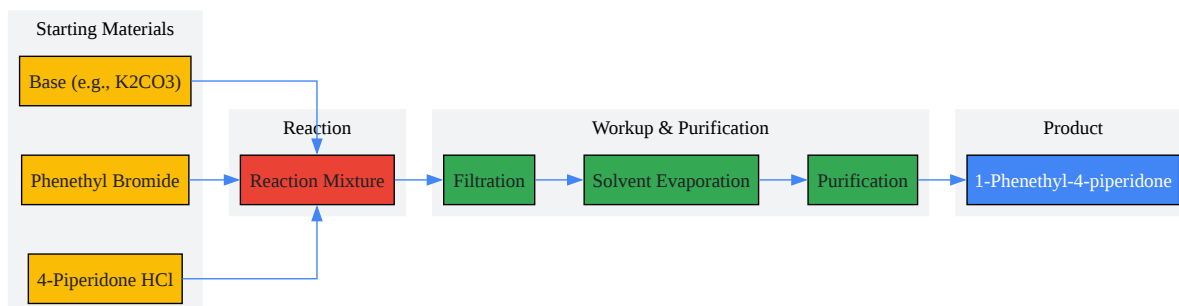 Starting Materials
Base (e.g., K2CO3)
Reaction
Workup & Purification
Product
Phenethyl Bromide
Reaction Mixture
Filtration
Solvent Evaporation
Purification
1-Phenethyl-4-piperidone
4-Piperidone HCl